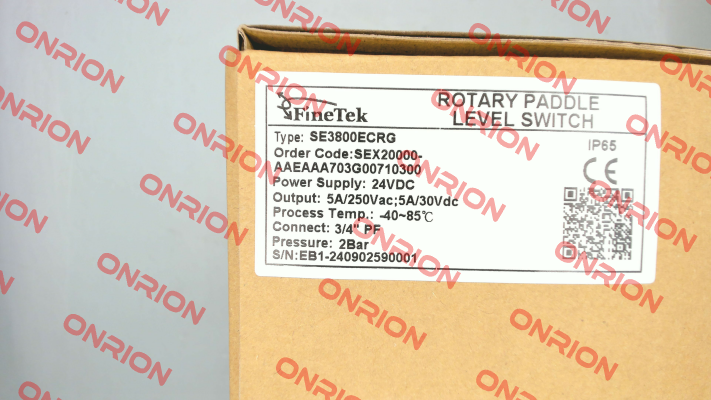 FineTek
ROTARY PADDLE
LEVEL SWITCH
Type: SE3800ECRG
IP65
Order Code:SEX20000-
AAEAAA703G00710300
CE
Power Supply: 24VDC
Output: 5A/250Vac;5A/30Vdc
Process Temp.: -40~85℃
Connect: 3/4" PF
Pressure: 2Bar
S/N:EB1-240902590001
ONRION